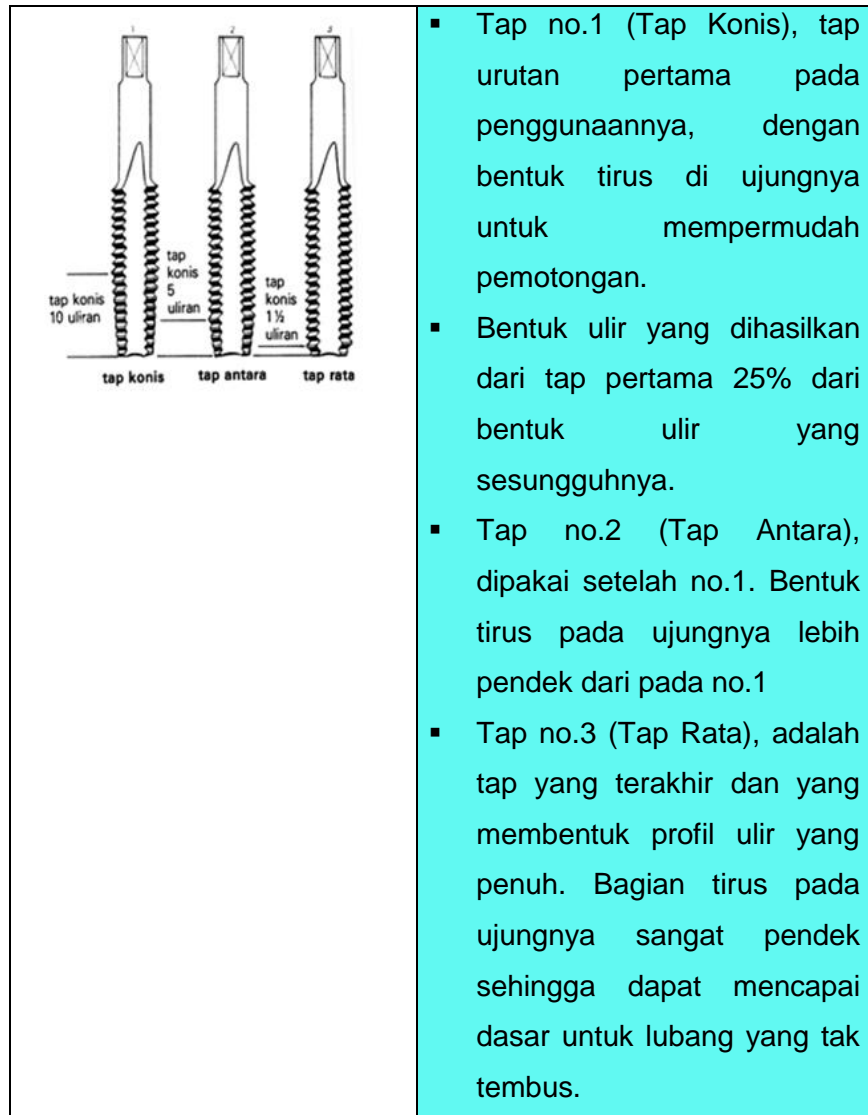 1 2 3
tap konis
10 uliran
tap
konis
5
uliran
tap
konis
1 ½
uliran
tap konis tap antara tap rata
▪ Tap no.1 (Tap Konis), tap
urutan pertama pada
penggunaannya, dengan
bentuk tirus di ujungnya
untuk mempermudah
pemotongan.
▪ Bentuk ulir yang dihasilkan
dari tap pertama 25% dari
bentuk ulir yang
sesungguhnya.
▪ Tap no.2 (Tap Antara),
dipakai setelah no.1. Bentuk
tirus pada ujungnya lebih
pendek dari pada no.1
▪ Tap no.3 (Tap Rata), adalah
tap yang terakhir dan yang
membentuk profil ulir yang
penuh. Bagian tirus pada
ujungnya sangat pendek
sehingga dapat mencapai
dasar untuk lubang yang tak
tembus.